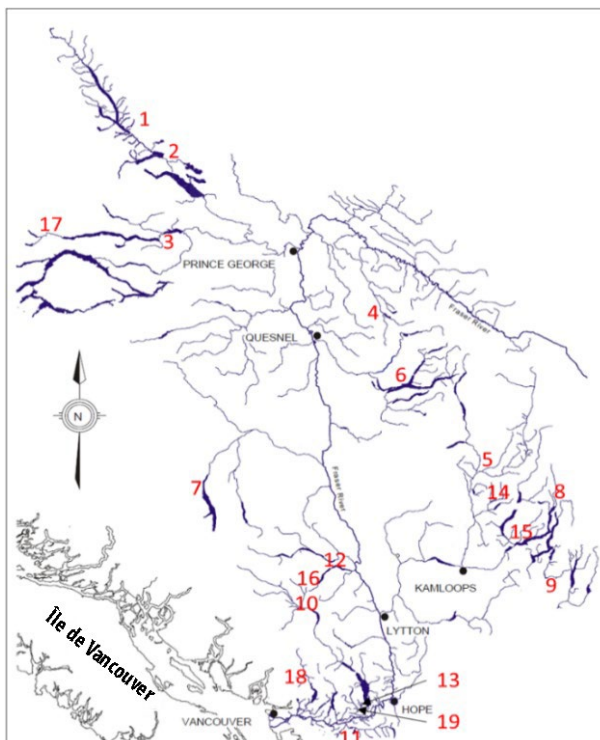 1
2
17
3
PRINCE GEORGE
4
Fraser River
QUESNEL
6
N
5
7
Fraser River
14
8
15
12
16
KAMLOOPS
9
10
LYTTON
Île de Vancouver
18
13
HOPE
VANCOUVER
19
11